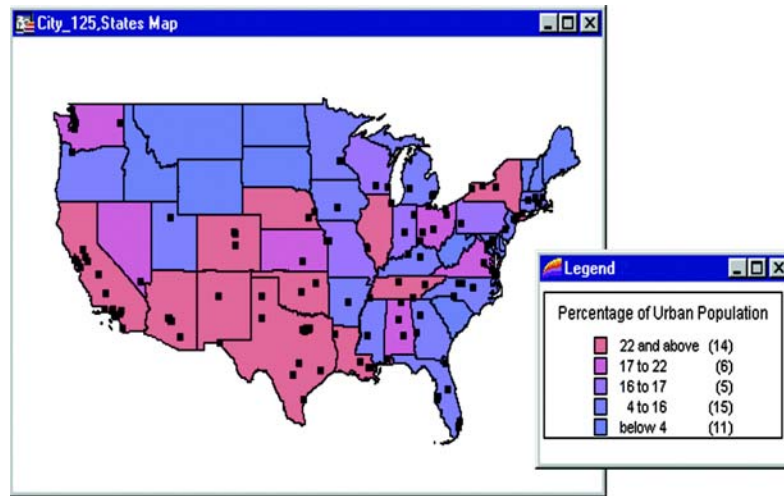 City_125,States Map
Legend
Percentage of Urban Population
22 and above (14)
17 to 22 (6)
16 to 17 (5)
4 to 16 (15)
below 4 (11)